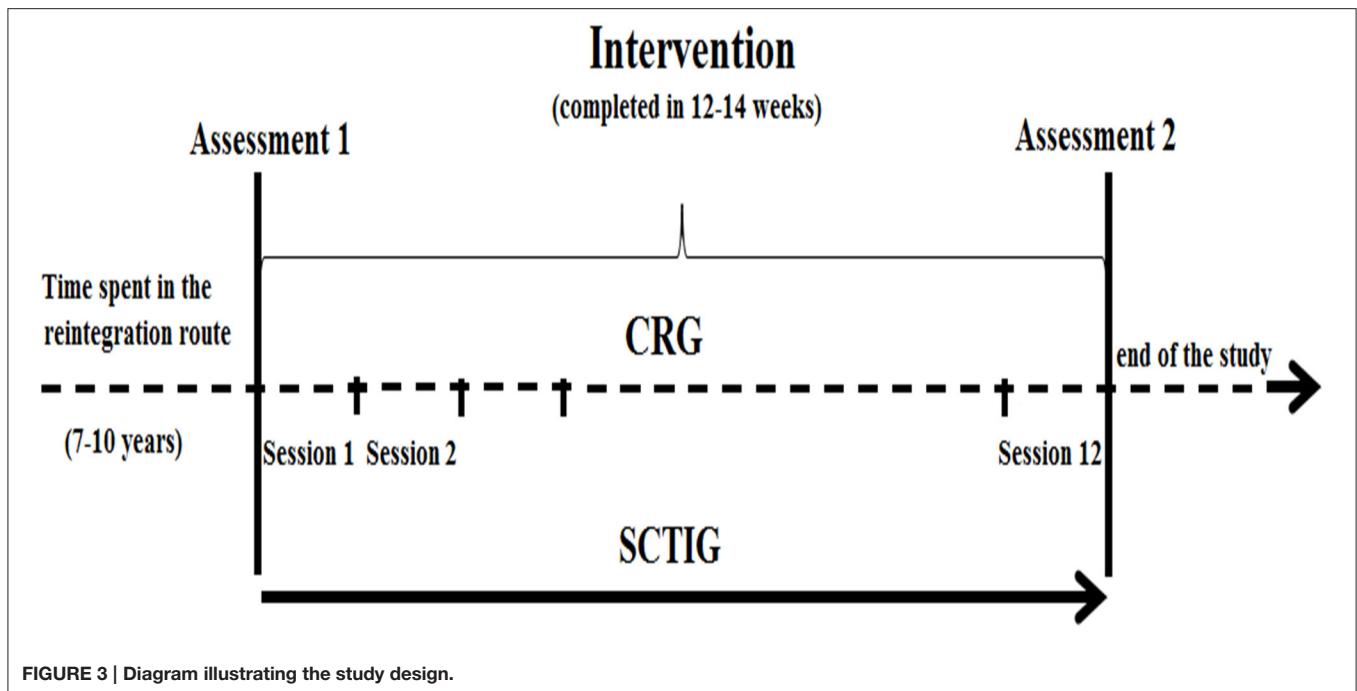 Intervention
(completed in 12-14 weeks)
Assessment 1
Assessment 2
Time spent in the
reintegration route
CRG
end of the study
(7-10 years)
Session 1 Session 2
Session 12
SCTIG
FIGURE 3 | Diagram illustrating the study design.